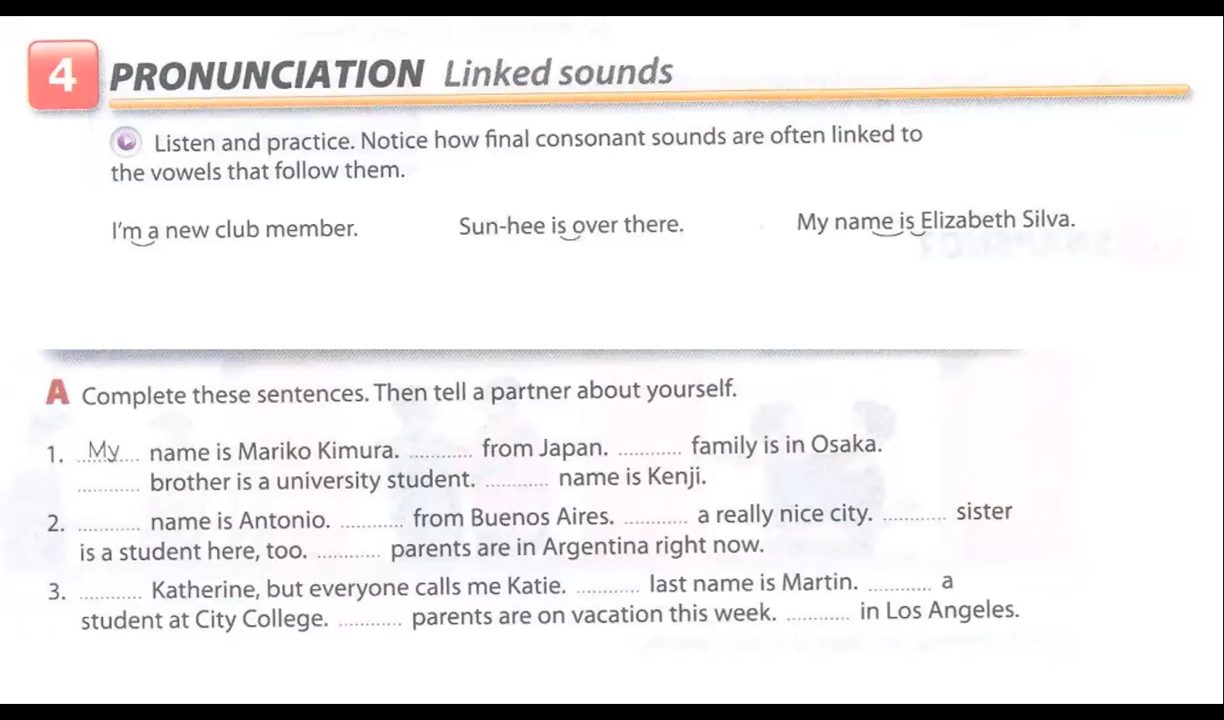 4 PRONUNCIATION Linked sounds
Listen and practice. Notice how final consonant sounds are often linked to
the vowels that follow them.
I'm a new club member. Sun-hee is over there. My name is Elizabeth Silva.
A Complete these sentences. Then tell a partner about yourself.
1. ..My.... name is Mariko Kimura. ............ from Japan. ............ family is in Osaka.
............ brother is a university student. ............ name is Kenji.
2. ............ name is Antonio. ............ from Buenos Aires. ............ a really nice city. ............ sister
is a student here, too. ............ parents are in Argentina right now.
3. ............ Katherine, but everyone calls me Katie. ............ last name is Martin. ............ a
student at City College. ............ parents are on vacation this week. ............ in Los Angeles.